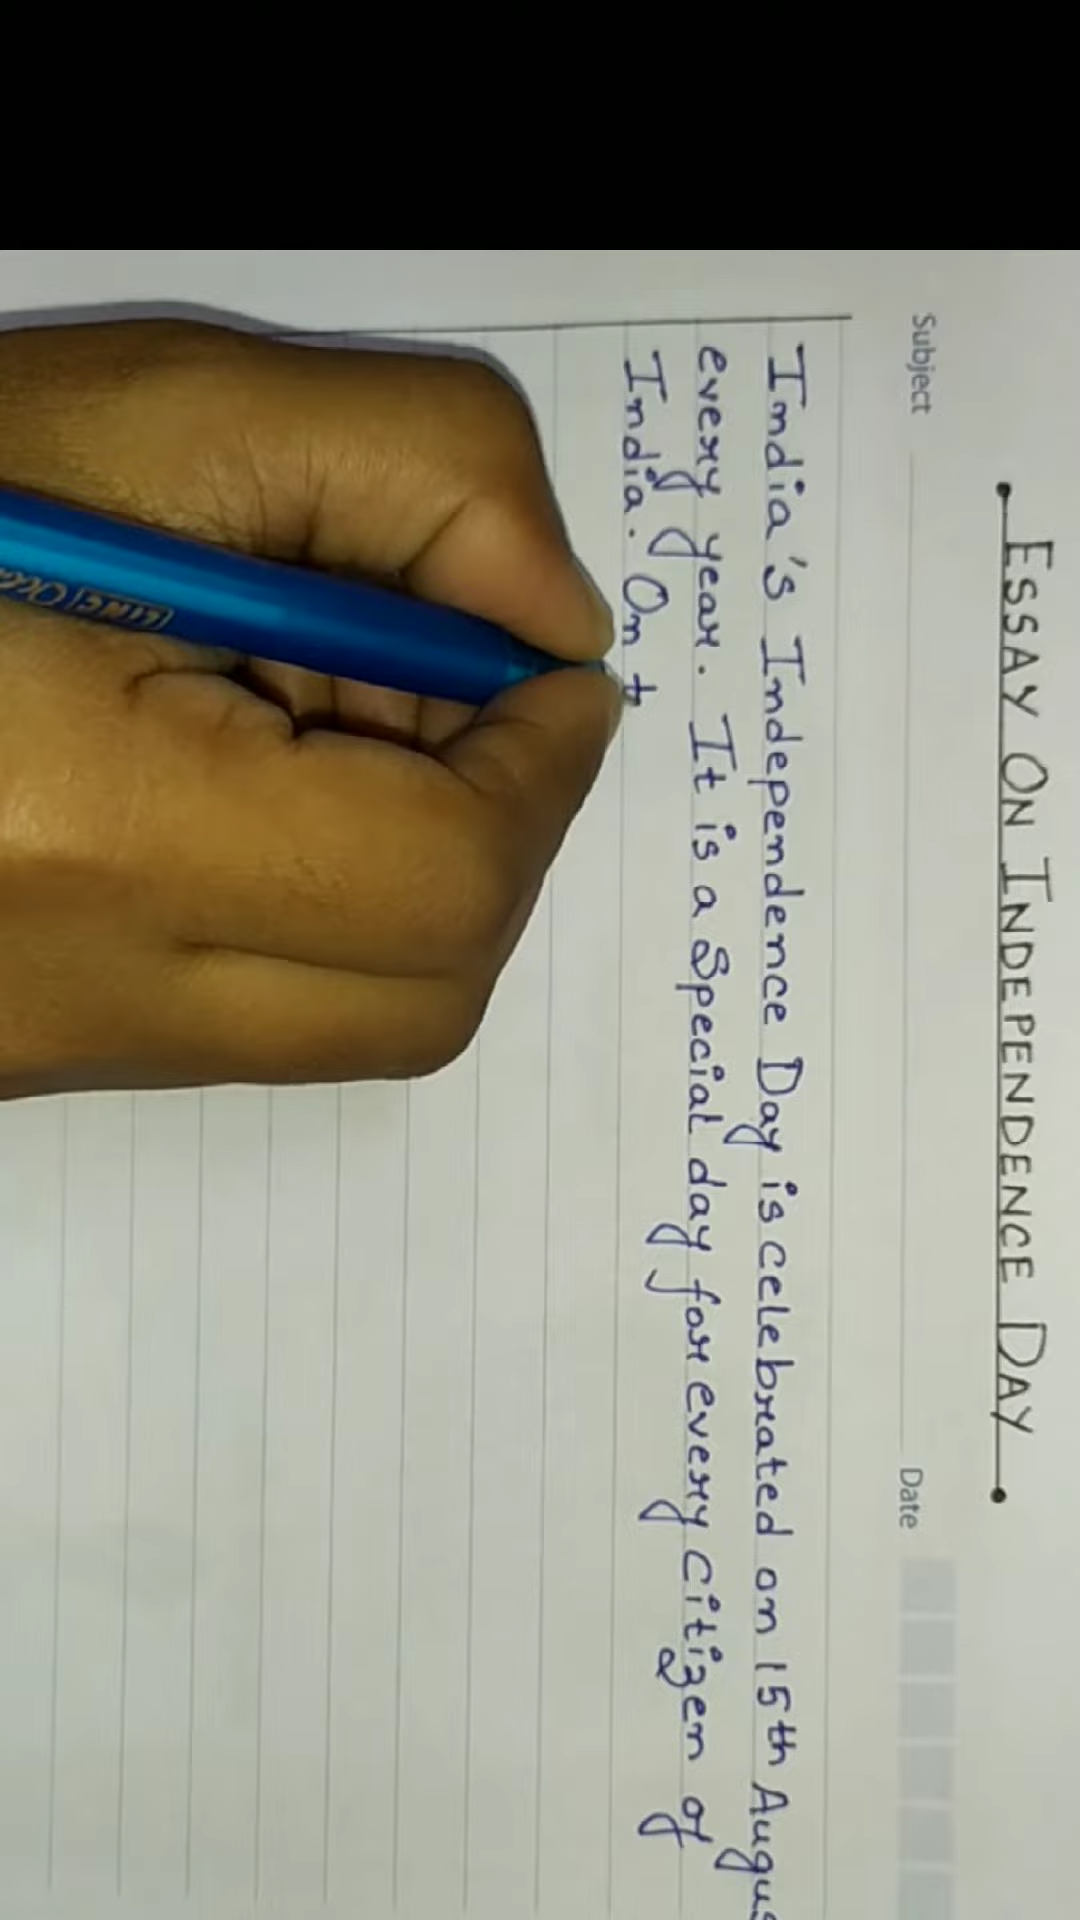 ESSAY ON INDEPENDENCE DAY
Subject
Date
India's Independence Day is celebrated on 15th Augus
every year. It is a Special day for every citizen of
India. On t